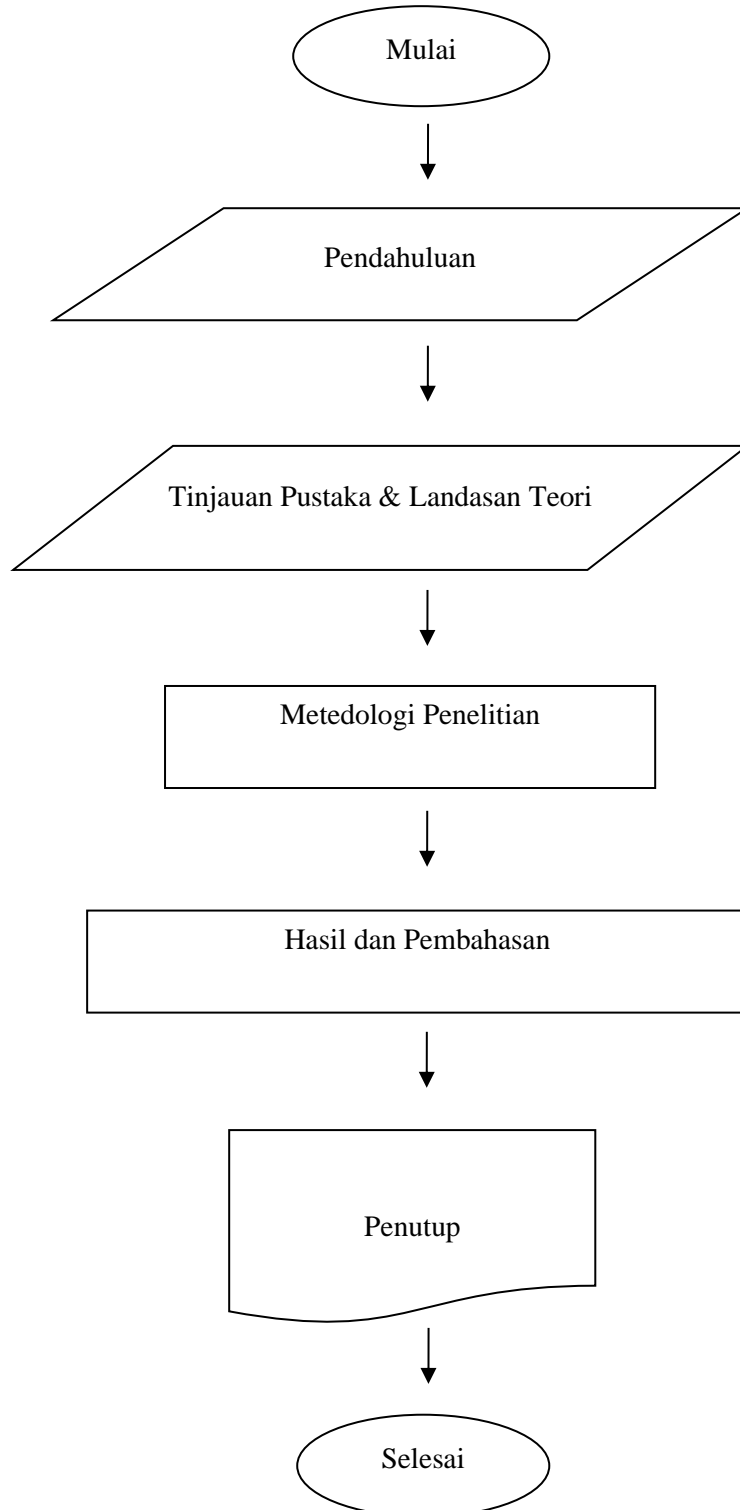 Mulai
Pendahuluan
Tinjauan Pustaka & Landasan Teori
Metedologi Penelitian
Hasil dan Pembahasan
Penutup
Selesai